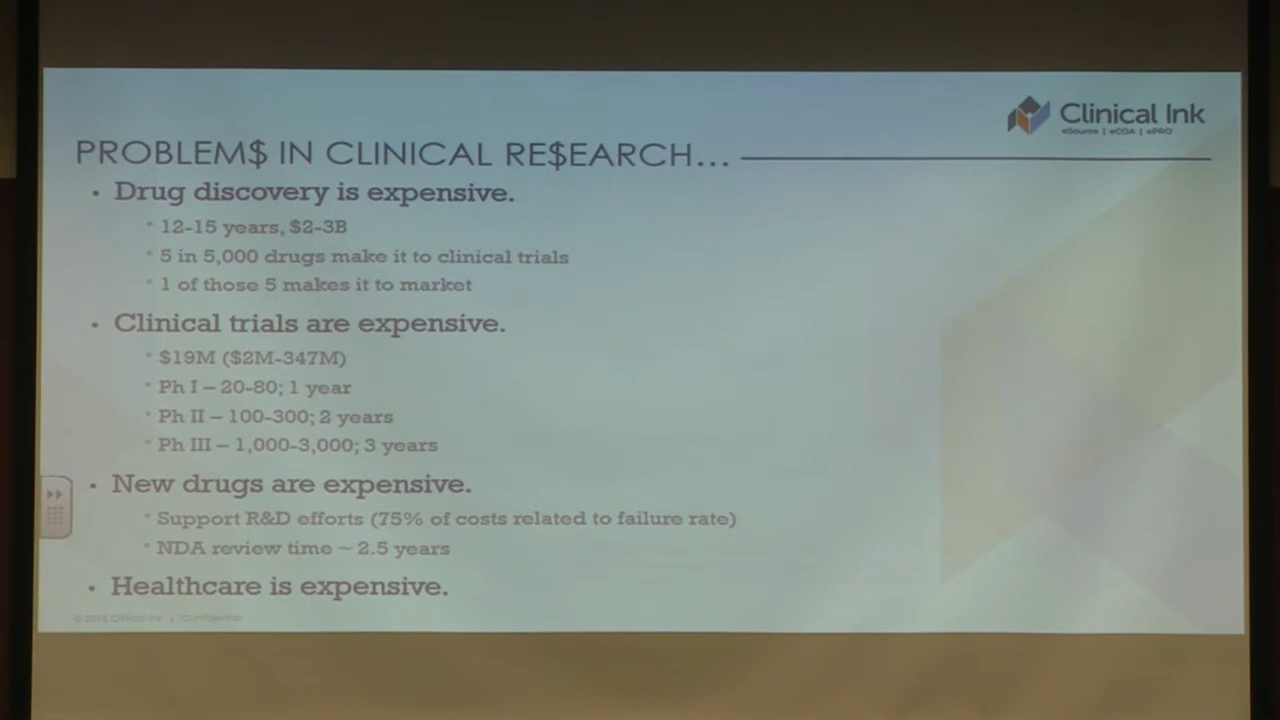 Clinical Ink
eSource | eCOA | ePRO
PROBLEM$ IN CLINICAL RE$EARCH...
• Drug discovery is expensive.
• 12-15 years, $2-3B
• 5 in 5,000 drugs make it to clinical trials
• 1 of those 5 makes it to market
• Clinical trials are expensive.
• $19M ($2M-347M)
• Ph I – 20-80; 1 year
• Ph II – 100-300; 2 years
• Ph III – 1,000-3,000; 3 years
• New drugs are expensive.
• Support R&D efforts (75% of costs related to failure rate)
• NDA review time ~ 2.5 years
• Healthcare is expensive.
© Clinical Ink | Confidential